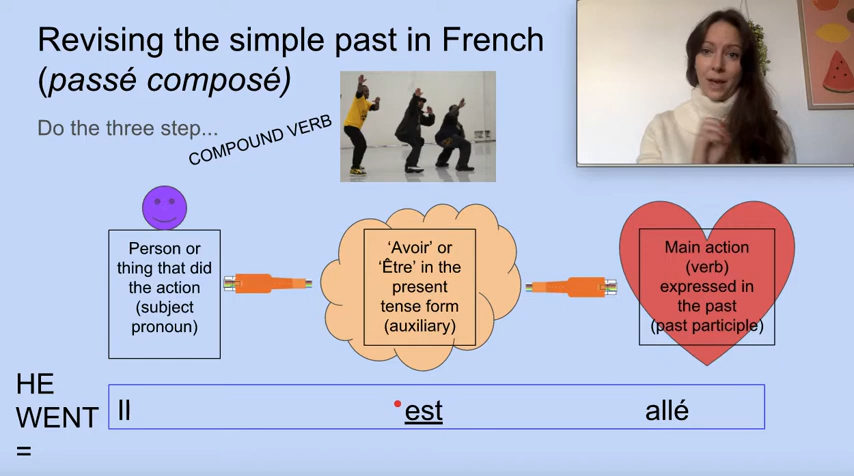 Revising the simple past in French
(passé composé)
Do the three step...
COMPOUND VERB
Person or
thing that did
the action
(subject
pronoun)
‘Avoir’ or
‘Être’ in the
present
tense form
(auxiliary)
Main action
(verb)
expressed in
the past
(past participle)
HE
WENT
=
Il est allé